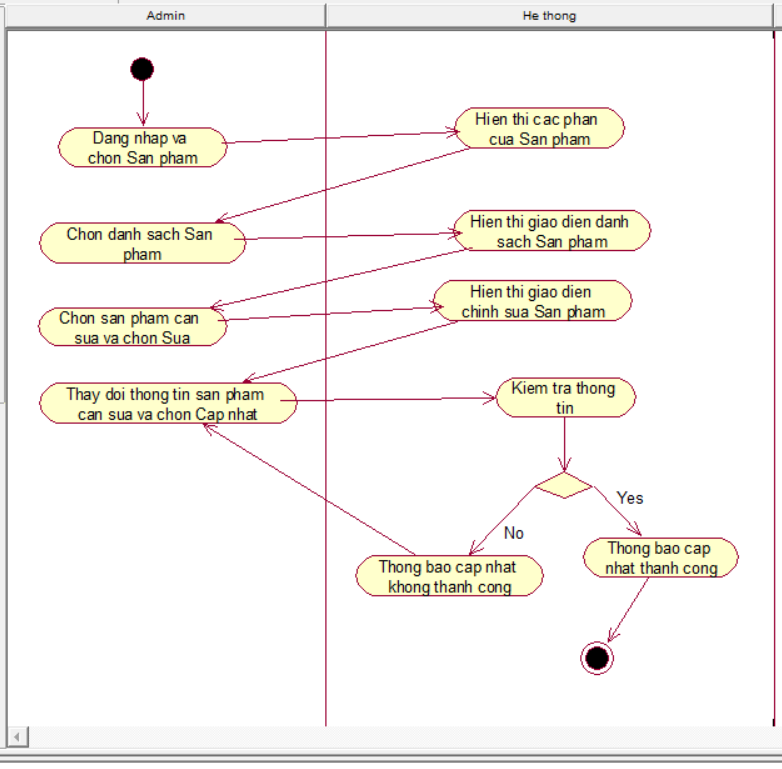 Admin
He thong
Dang nhap va
chon San pham
Hien thi cac phan
cua San pham
Chon danh sach San
pham
Hien thi giao dien danh
sach San pham
Chon san pham can
sua va chon Sua
Hien thi giao dien
chinh sua San pham
Thay doi thong tin san pham
can sua va chon Cap nhat
Kiem tra thong
tin
Yes
No
Thong bao cap nhat
khong thanh cong
Thong bao cap
nhat thanh cong